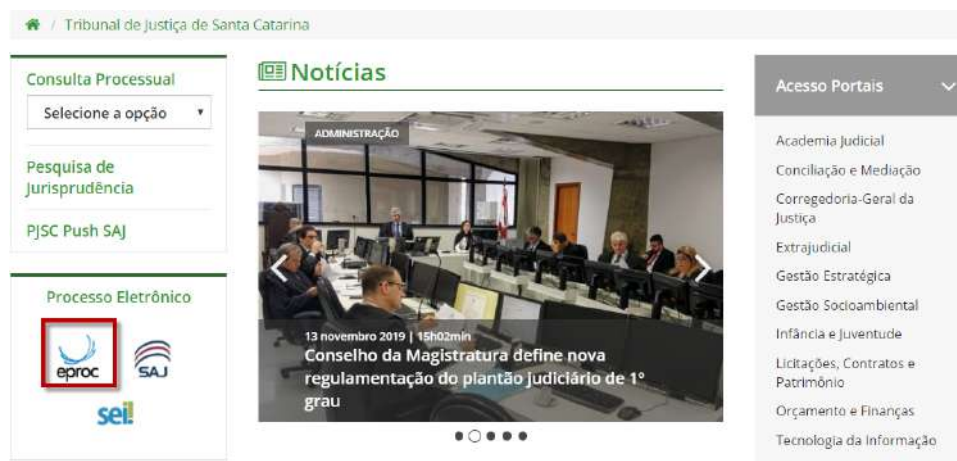 / Tribunal de Justiça de Santa Catarina
Consulta Processual
Selecione a opção
Pesquisa de
Jurisprudência
PJSC Push SAJ
Processo Eletrônico
eproc
SAJ
sei!
Notícias
ADMINISTRAÇÃO
13 novembro 2019 | 15h02min
Conselho da Magistratura define nova
regulamentação do plantão judiciário de 1º
grau
Acesso Portais
Academia Judicial
Conciliação e Mediação
Corregedoria-Geral da
Justiça
Extrajudicial
Gestão Estratégica
Gestão Socioambiental
Infância e Juventude
Licitações, Contratos e
Patrimônio
Orçamento e Finanças
Tecnologia da Informação